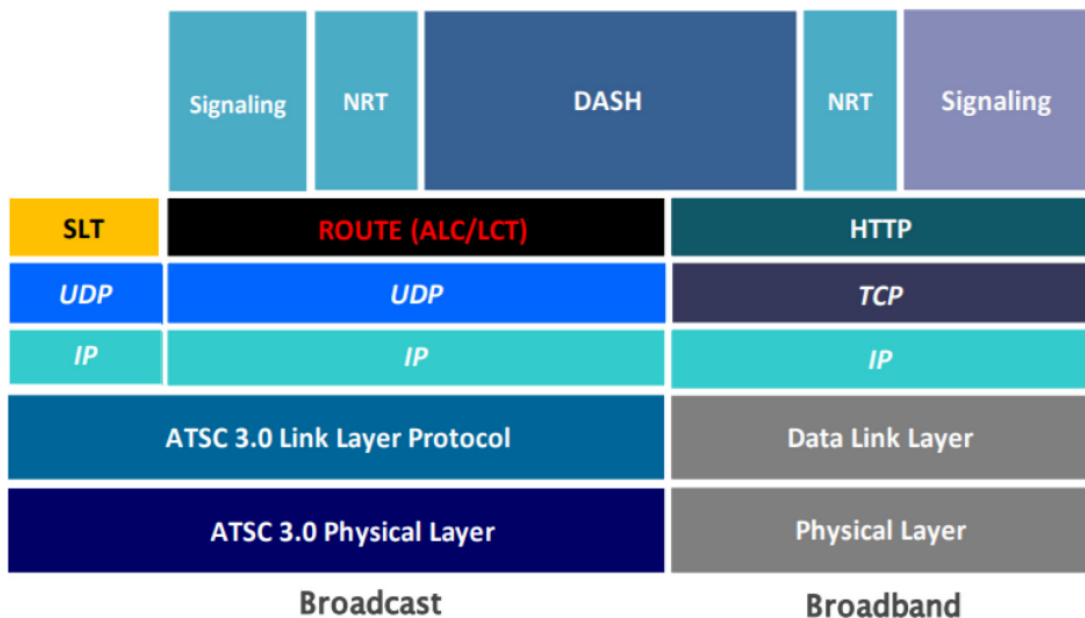 Signaling NRT DASH NRT Signaling
SLT ROUTE (ALC/LCT) HTTP
UDP UDP TCP
IP IP IP
ATSC 3.0 Link Layer Protocol Data Link Layer
ATSC 3.0 Physical Layer Physical Layer
Broadcast Broadband